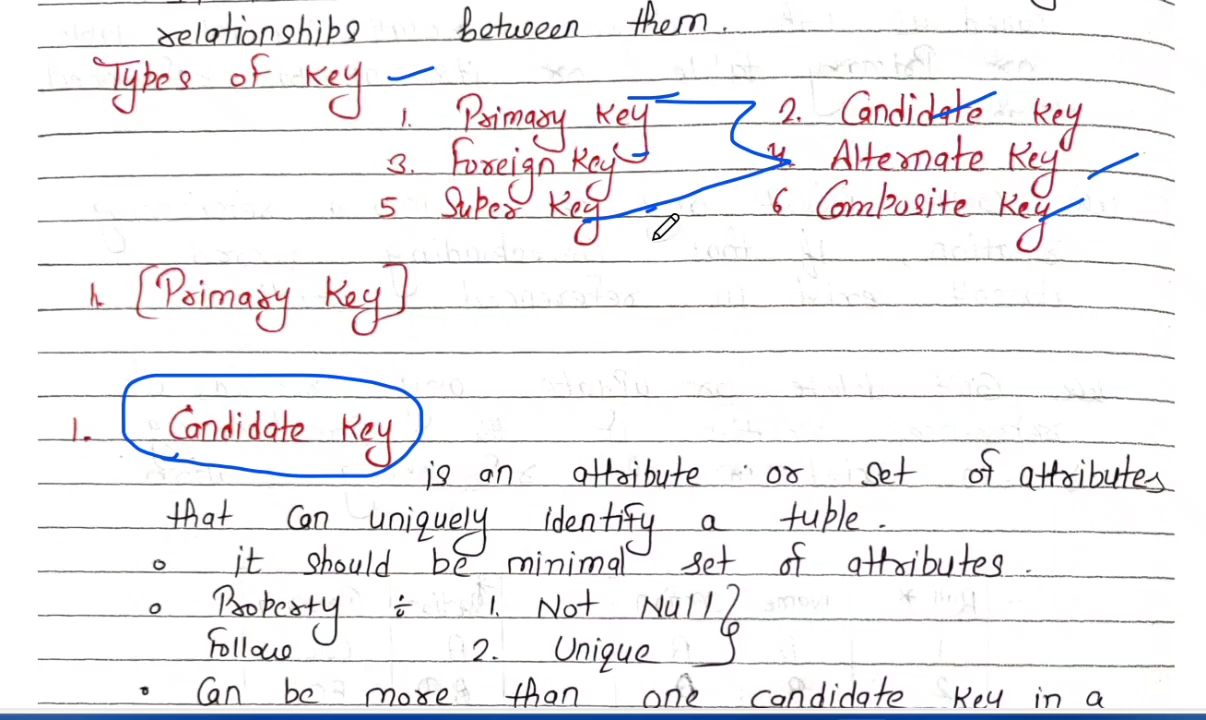 relationships between them.
Types of Key
1. Primary Key 2. Candidate Key
3. Foreign Key 4. Alternate Key
5 Super Key 6 Composite Key
1. [Primary Key]
1. Candidate Key
is an attribute or set of attributes
that can uniquely identify a tuple.
o it should be minimal set of attributes.
o Property ÷ 1. Not Null }
Follow 2. Unique
• Can be more than one candidate Key in a